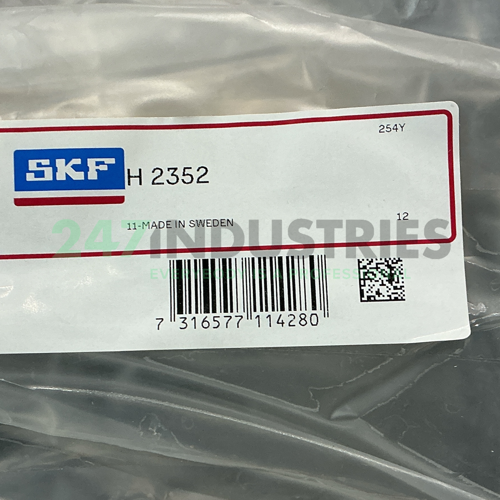 254Y
SKF H 2352
11-MADE IN SWEDEN
12
247INDUSTRIES
7 316577 114280